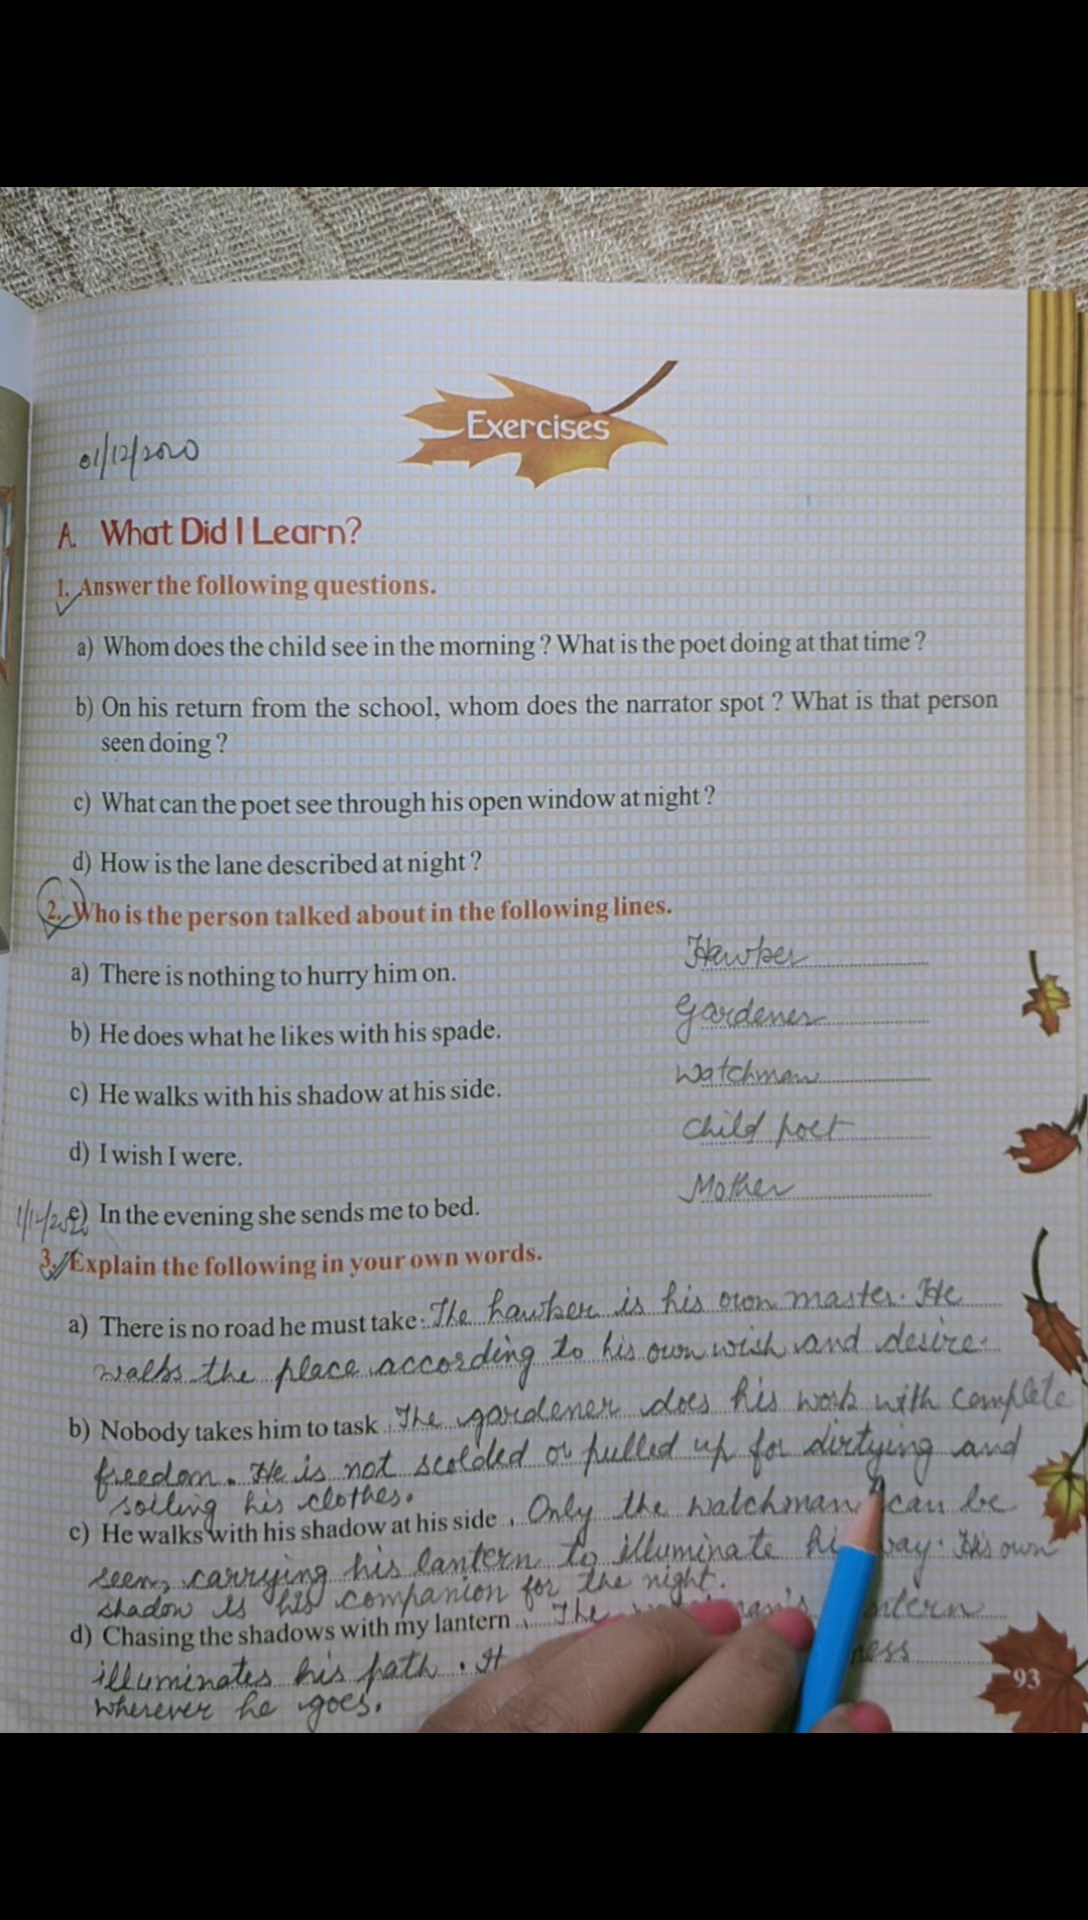 Exercises
01/12/2020
A. What Did I Learn?
1. Answer the following questions.
a) Whom does the child see in the morning ? What is the poet doing at that time ?
b) On his return from the school, whom does the narrator spot ? What is that person
seen doing ?
c) What can the poet see through his open window at night ?
d) How is the lane described at night ?
2. Who is the person talked about in the following lines.
a) There is nothing to hurry him on. Hawker
b) He does what he likes with his spade. Gardener
c) He walks with his shadow at his side. Watchman
d) I wish I were. Child poet
1/12/2020 e) In the evening she sends me to bed. Mother
3. Explain the following in your own words.
a) There is no road he must take. The hawker is his own master. He
walks the place according to his own wish and desire.
b) Nobody takes him to task. The gardener does his work with complete
freedom. He is not scolded or pulled up for dirtying and
soiling his clothes.
c) He walks with his shadow at his side. Only the watchman can be
seen, carrying his lantern to illuminate his way. His own
shadow is his companion for the night.
d) Chasing the shadows with my lantern. The
illuminates his path. It
wherever he goes.
93